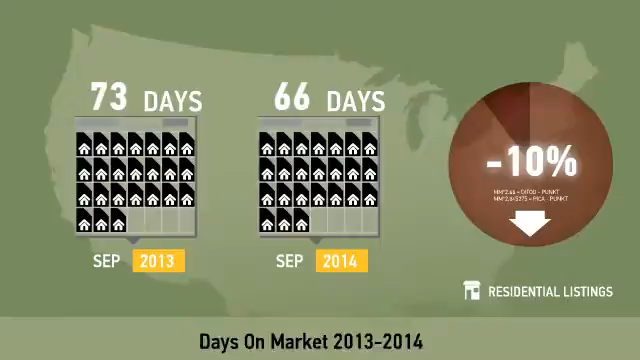 73 DAYS
66 DAYS
-10%
SEP 2013
SEP 2014
RESIDENTIAL LISTINGS
Days On Market 2013-2014